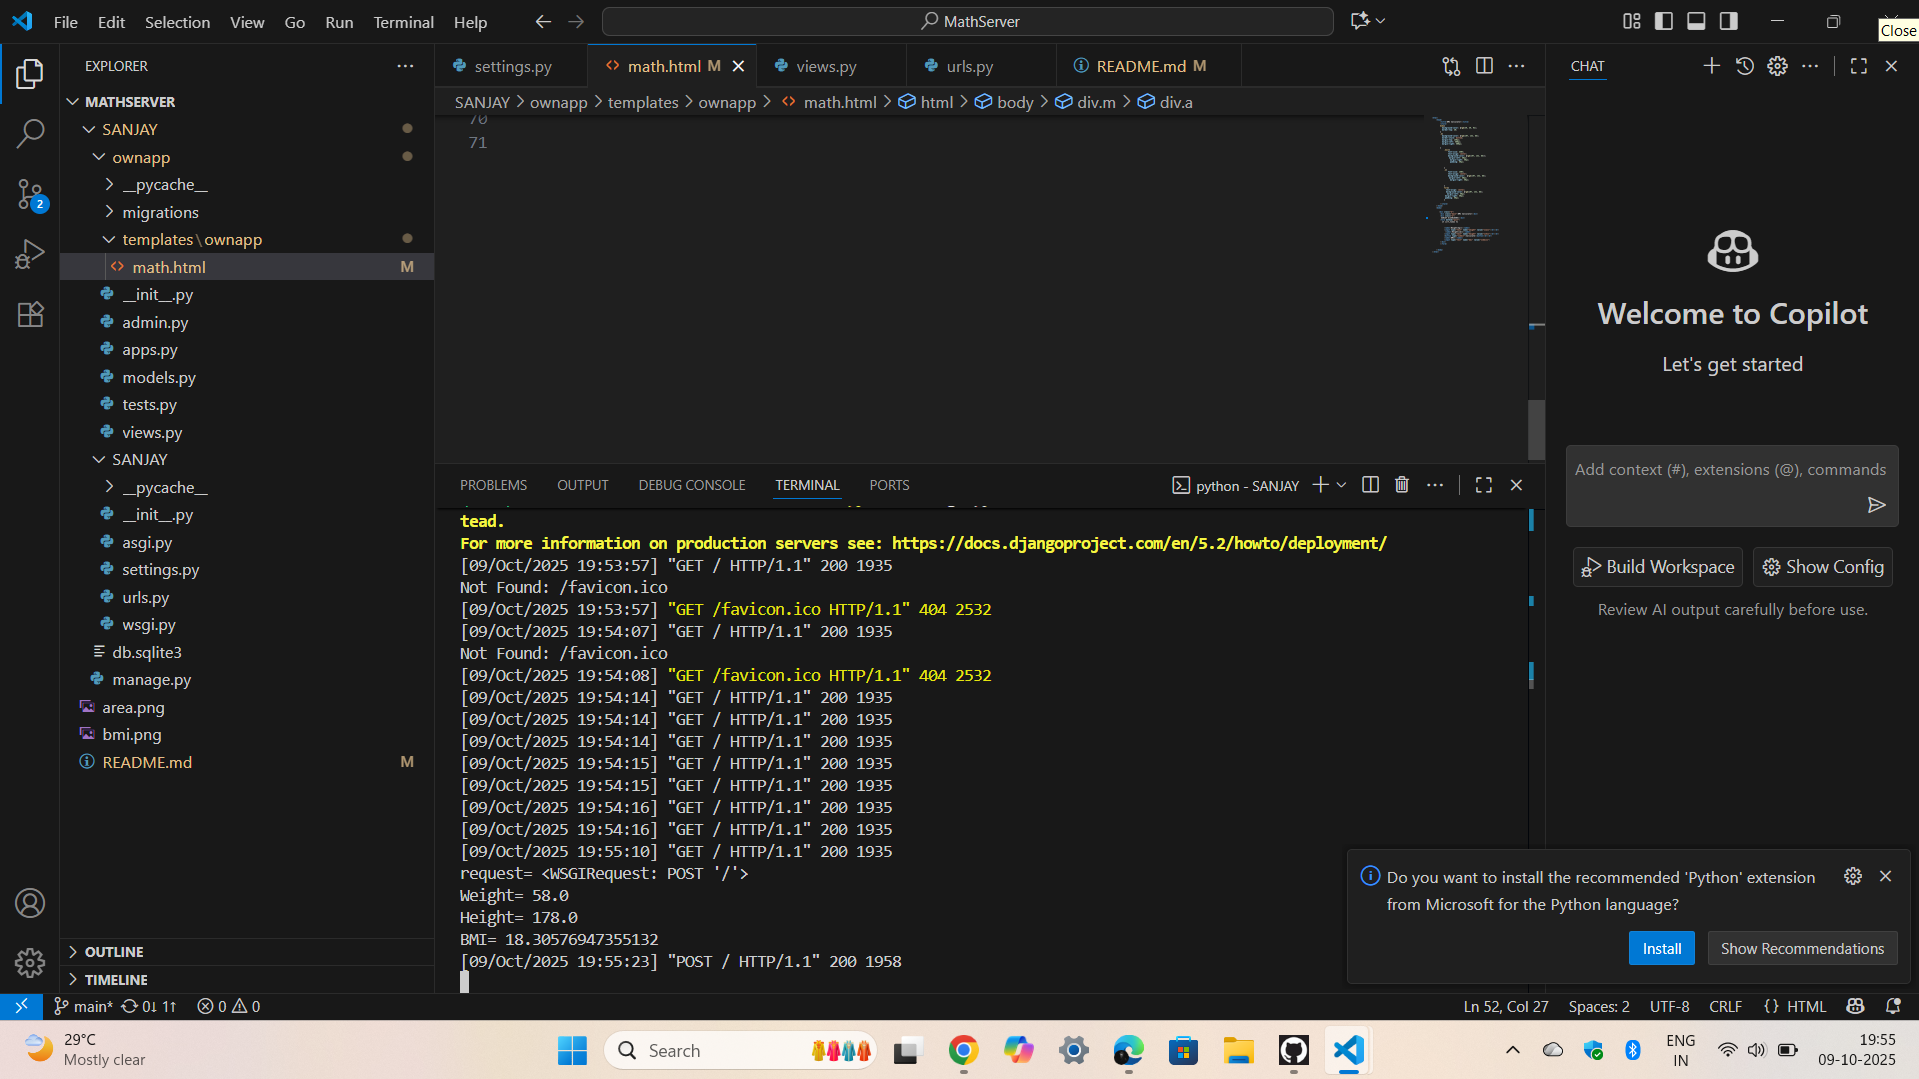 File Edit Selection View Go Run Terminal Help
MathServer
Close
EXPLORER
MATHSERVER
SANJAY
ownapp
__pycache__
migrations
templates\ownapp
math.html M
__init__.py
admin.py
apps.py
models.py
tests.py
views.py
SANJAY
__pycache__
__init__.py
asgi.py
settings.py
urls.py
wsgi.py
db.sqlite3
manage.py
area.png
bmi.png
README.md M
OUTLINE
TIMELINE
2
settings.py
math.html M
views.py
urls.py
README.md M
SANJAY > ownapp > templates > ownapp > math.html > html > body > div.m > div.a
70
71
PROBLEMS OUTPUT DEBUG CONSOLE TERMINAL PORTS
python - SANJAY
tead.
For more information on production servers see: https://docs.djangoproject.com/en/5.2/howto/deployment/
[09/Oct/2025 19:53:57] "GET / HTTP/1.1" 200 1935
Not Found: /favicon.ico
[09/Oct/2025 19:53:57] "GET /favicon.ico HTTP/1.1" 404 2532
[09/Oct/2025 19:54:07] "GET / HTTP/1.1" 200 1935
Not Found: /favicon.ico
[09/Oct/2025 19:54:08] "GET /favicon.ico HTTP/1.1" 404 2532
[09/Oct/2025 19:54:14] "GET / HTTP/1.1" 200 1935
[09/Oct/2025 19:54:14] "GET / HTTP/1.1" 200 1935
[09/Oct/2025 19:54:14] "GET / HTTP/1.1" 200 1935
[09/Oct/2025 19:54:15] "GET / HTTP/1.1" 200 1935
[09/Oct/2025 19:54:15] "GET / HTTP/1.1" 200 1935
[09/Oct/2025 19:54:16] "GET / HTTP/1.1" 200 1935
[09/Oct/2025 19:54:16] "GET / HTTP/1.1" 200 1935
[09/Oct/2025 19:55:10] "GET / HTTP/1.1" 200 1935
request= <WSGIRequest: POST '/'>
Weight= 58.0
Height= 178.0
BMI= 18.30576947355132
[09/Oct/2025 19:55:23] "POST / HTTP/1.1" 200 1958
CHAT
Welcome to Copilot
Let's get started
Add context (#), extensions (@), commands
Build Workspace
Show Config
Review AI output carefully before use.
Do you want to install the recommended 'Python' extension
from Microsoft for the Python language?
Install
Show Recommendations
main* 0↓ 1↑ 0 0
Ln 52, Col 27 Spaces: 2 UTF-8 CRLF {} HTML
29°C
Mostly clear
Search
ENG
IN
19:55
09-10-2025